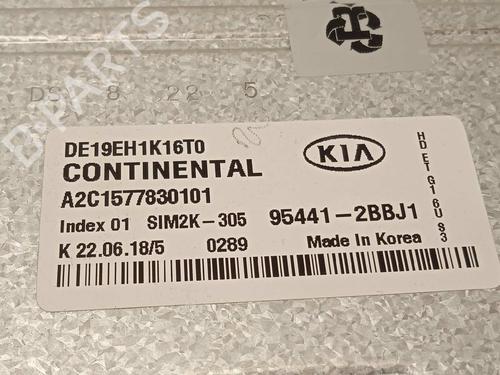 DS 8 22 5
DE19EH1K16T0
CONTINENTAL
KIA
A2C1577830101
Index 01 SIM2K-305 95441-2BBJ1
K 22.06.18/5 0289 Made in Korea
HD ET G1 6U S3
B-PARTS